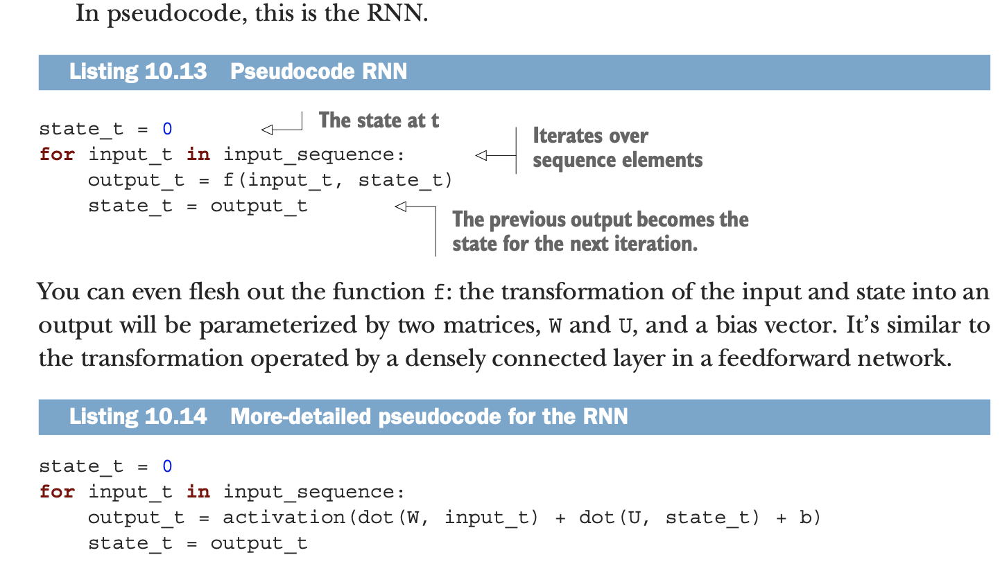 In pseudocode, this is the RNN.
Listing 10.13 Pseudocode RNN
state_t = 0
The state at t
for input_t in input_sequence:
Iterates over
sequence elements
    output_t = f(input_t, state_t)
    state_t = output_t
The previous output becomes the
state for the next iteration.
You can even flesh out the function f: the transformation of the input and state into an
output will be parameterized by two matrices, W and U, and a bias vector. It’s similar to
the transformation operated by a densely connected layer in a feedforward network.
Listing 10.14 More-detailed pseudocode for the RNN
state_t = 0
for input_t in input_sequence:
    output_t = activation(dot(W, input_t) + dot(U, state_t) + b)
    state_t = output_t